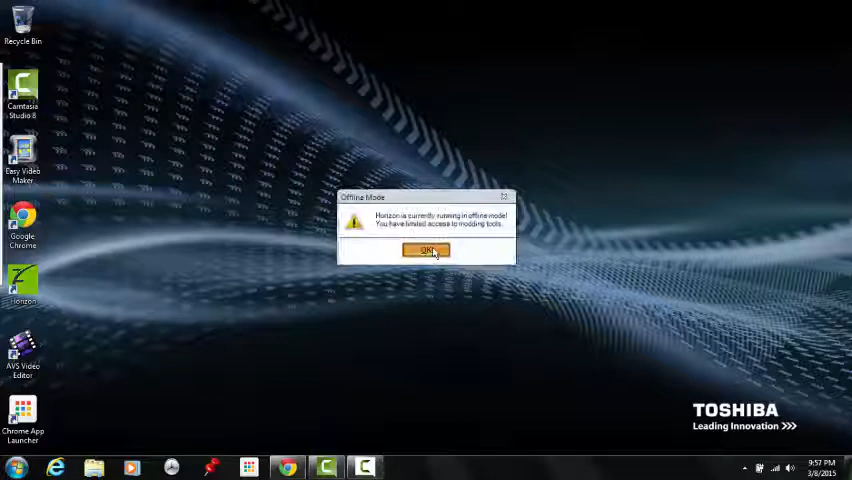 Recycle Bin
Camtasia
Studio 8
Easy Video
Maker
Google
Chrome
Horizon
AVS Video
Editor
Chrome App
Launcher
Offline Mode
Horizon is currently running in offline mode!
You have limited access to modding tools.
OK
TOSHIBA
Leading Innovation >>>
9:57 PM
3/8/2015